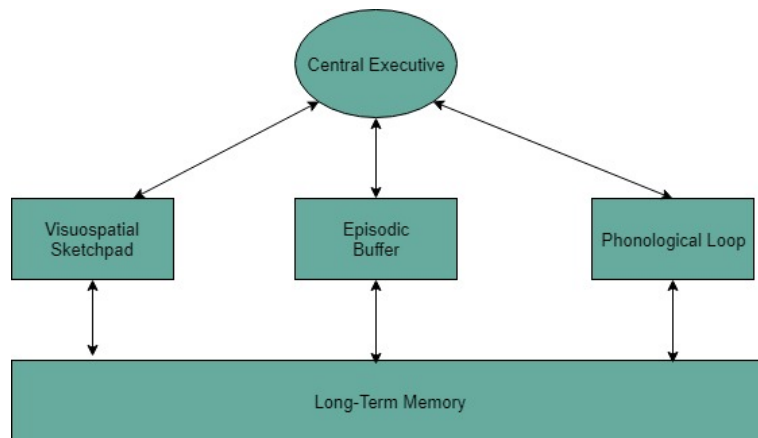 Central Executive
Visuospatial
Sketchpad
Episodic
Buffer
Phonological Loop
Long-Term Memory